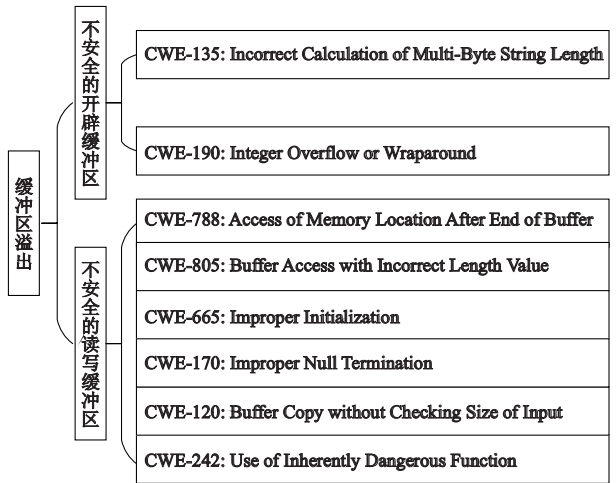 缓冲区溢出
不安全的开辟缓冲区
CWE-135: Incorrect Calculation of Multi-Byte String Length
CWE-190: Integer Overflow or Wraparound
不安全的读写缓冲区
CWE-788: Access of Memory Location After End of Buffer
CWE-805: Buffer Access with Incorrect Length Value
CWE-665: Improper Initialization
CWE-170: Improper Null Termination
CWE-120: Buffer Copy without Checking Size of Input
CWE-242: Use of Inherently Dangerous Function